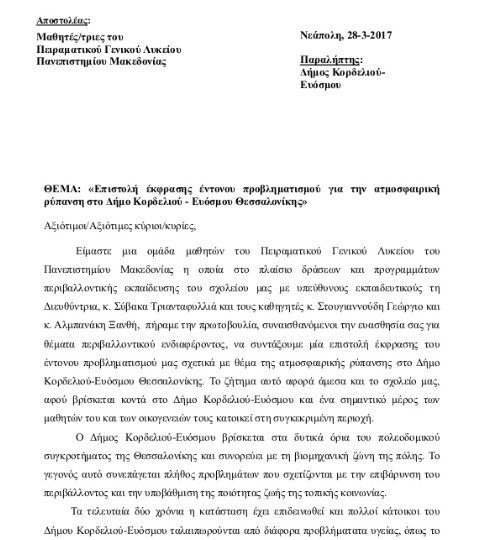 Αποστολέας:
Μαθητές/τριες του
Πειραματικού Γενικού Λυκείου
Πανεπιστημίου Μακεδονίας
Νεάπολη, 28-3-2017
Παραλήπτης:
Δήμος Κορδελιού-
Ευόσμου
ΘΕΜΑ: «Επιστολή έκφρασης έντονου προβληματισμού για την ατμοσφαιρική
ρύπανση στο Δήμο Κορδελιού - Ευόσμου Θεσσαλονίκης»
Αξιότιμοι/Αξιότιμες κύριοι/κυρίες,
Είμαστε μια ομάδα μαθητών του Πειραματικού Γενικού Λυκείου του
Πανεπιστημίου Μακεδονίας η οποία στο πλαίσιο δράσεων και προγραμμάτων
περιβαλλοντικής εκπαίδευσης του σχολείου μας με υπεύθυνους εκπαιδευτικούς τη
Διευθύντρια, κ. Σύβακα Τριανταφυλλιά και τους καθηγητές κ. Στουγιαννούδη Γεώργιο και
κ. Αλμπανάκη Ξανθή, πήραμε την πρωτοβουλία, συναισθανόμενοι την ευαισθησία σας για
θέματα περιβαλλοντικού ενδιαφέροντος, να συντάξουμε μία επιστολή έκφρασης του
έντονου προβληματισμού μας σχετικά με θέμα της ατμοσφαιρικής ρύπανσης στο Δήμο
Κορδελιού-Ευόσμου Θεσσαλονίκης. Το ζήτημα αυτό αφορά άμεσα και το σχολείο μας,
αφού βρίσκεται κοντά στο Δήμο Κορδελιού-Ευόσμου και ένα σημαντικό μέρος των
μαθητών του και των οικογενειών τους κατοικεί στη συγκεκριμένη περιοχή.
Ο Δήμος Κορδελιού-Ευόσμου βρίσκεται στα δυτικά όρια του πολεοδομικού
συγκροτήματος της Θεσσαλονίκης και συνορεύει με τη βιομηχανική ζώνη της πόλης. Το
γεγονός αυτό συνεπάγεται πλήθος προβλημάτων που σχετίζονται με την επιβάρυνση του
περιβάλλοντος και την υποβάθμιση της ποιότητας ζωής της τοπικής κοινωνίας.
Τα τελευταία δύο χρόνια η κατάσταση έχει επιδεινωθεί και πολλοί κάτοικοι του
Δήμου Κορδελιού-Ευόσμου ταλαιπωρούνται από διάφορα προβλήματατα υγείας, όπως το